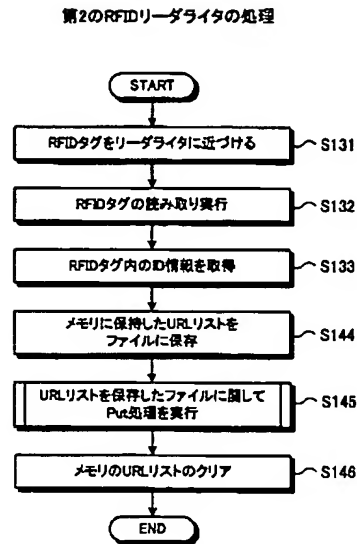 第2のRFIDリーダライタの処理
START
RFIDタグをリーダライタに近づける
S131
RFIDタグの読み取り実行
S132
RFIDタグ内のID情報を取得
S133
メモリに保持したURLリストを
ファイルに保存
S144
URLリストを保存したファイルに関して
Put処理を実行
S145
メモリのURLリストのクリア
S146
END